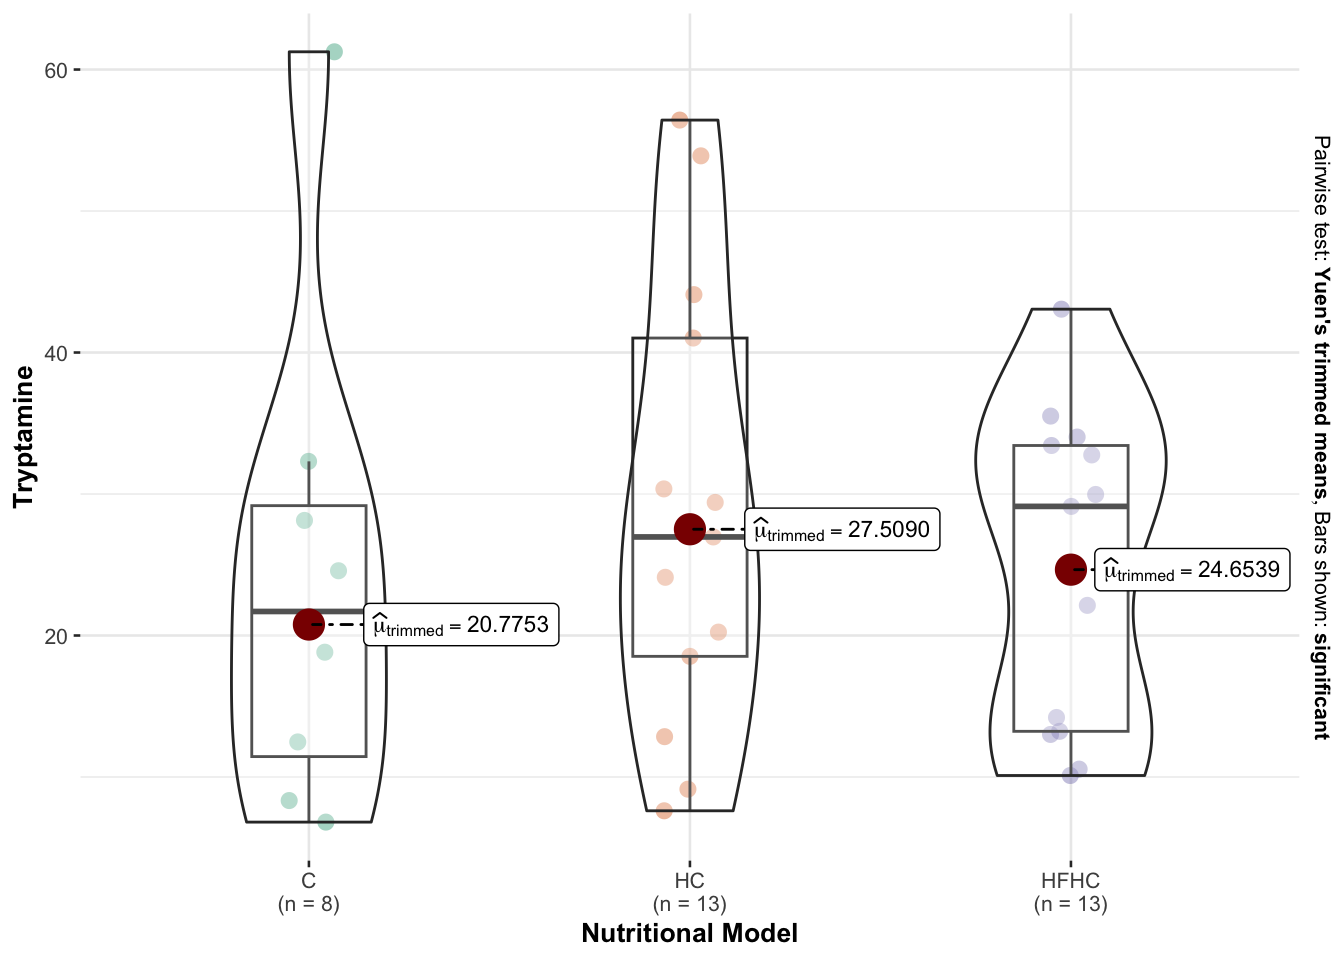 60
40
20
Tryptamine
μ̂trimmed = 20.7753
μ̂trimmed = 27.5090
μ̂trimmed = 24.6539
C
(n = 8)
HC
(n = 13)
HFHC
(n = 13)
Nutritional Model
Pairwise test: Yuen's trimmed means, Bars shown: significant